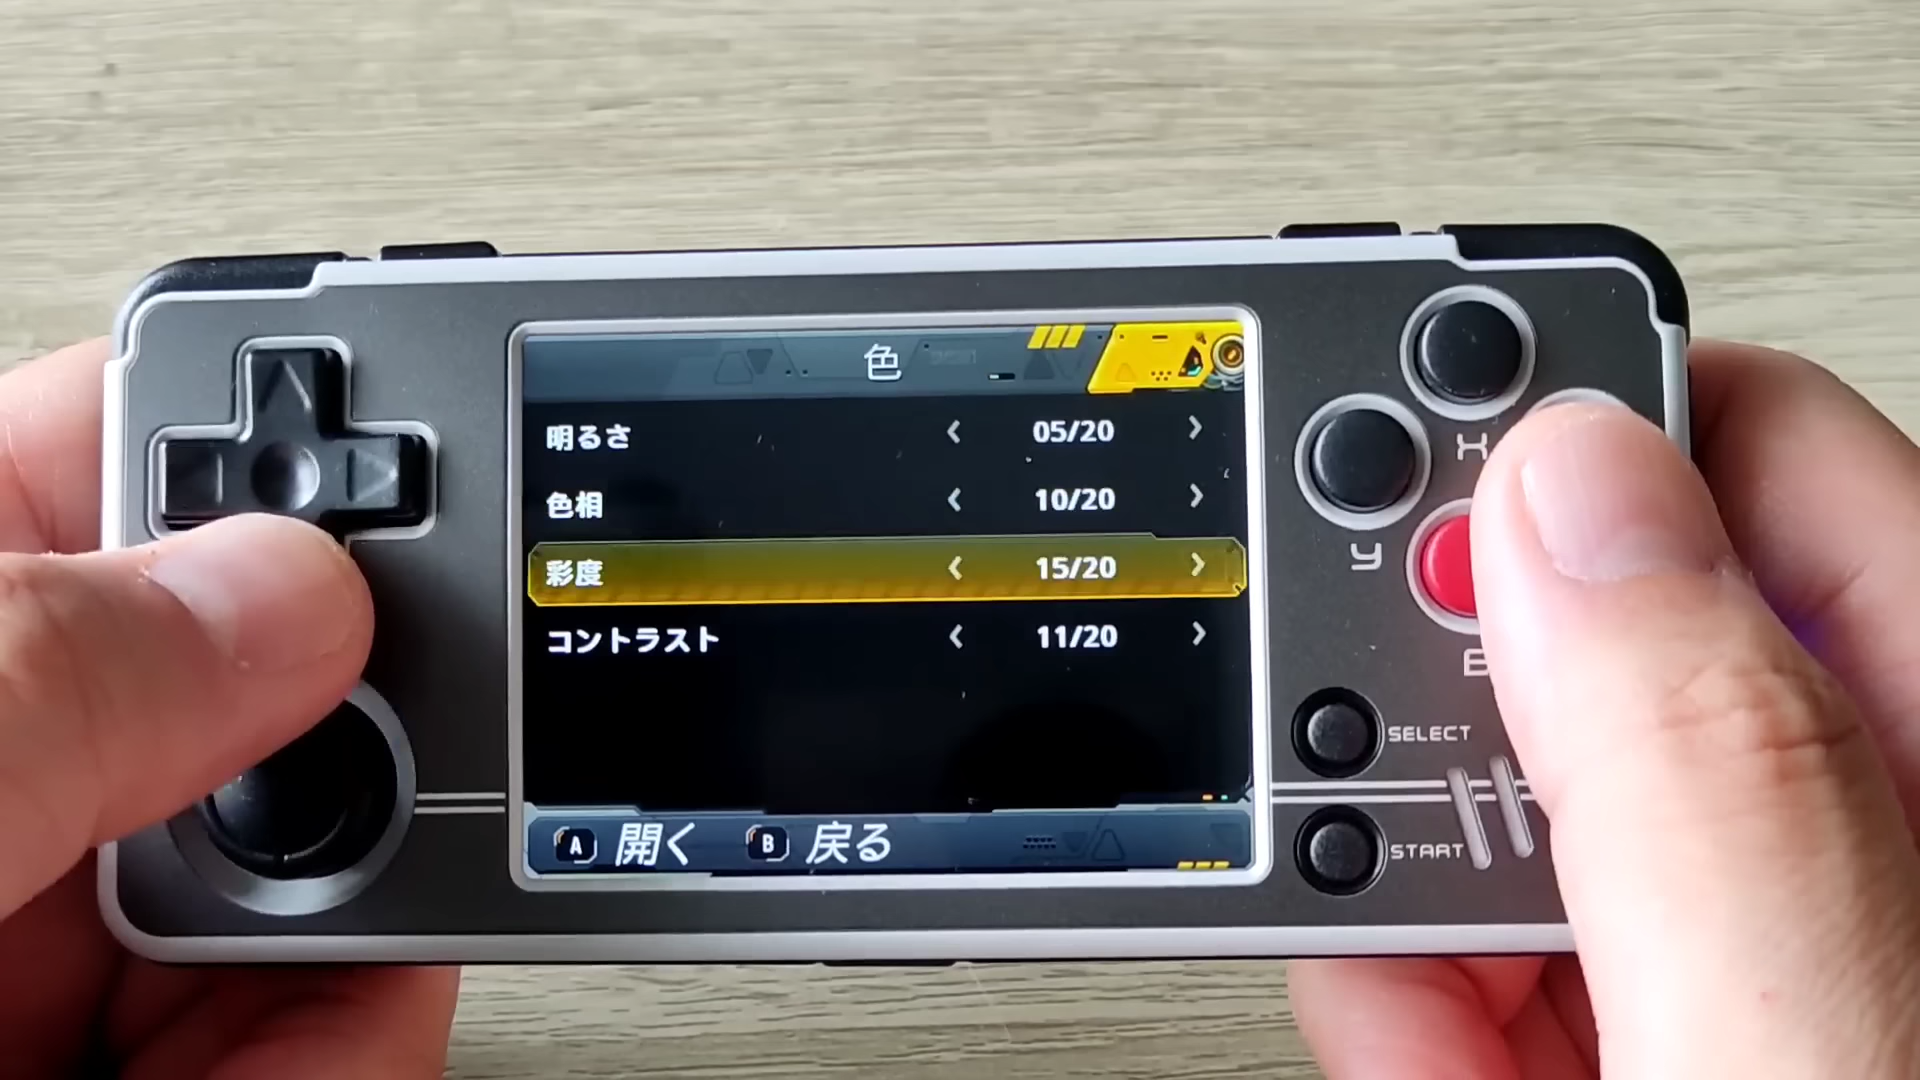 色
明るさ 05/20
色相 10/20
彩度 15/20
コントラスト 11/20
A 開く B 戻る
X
Y
SELECT
START